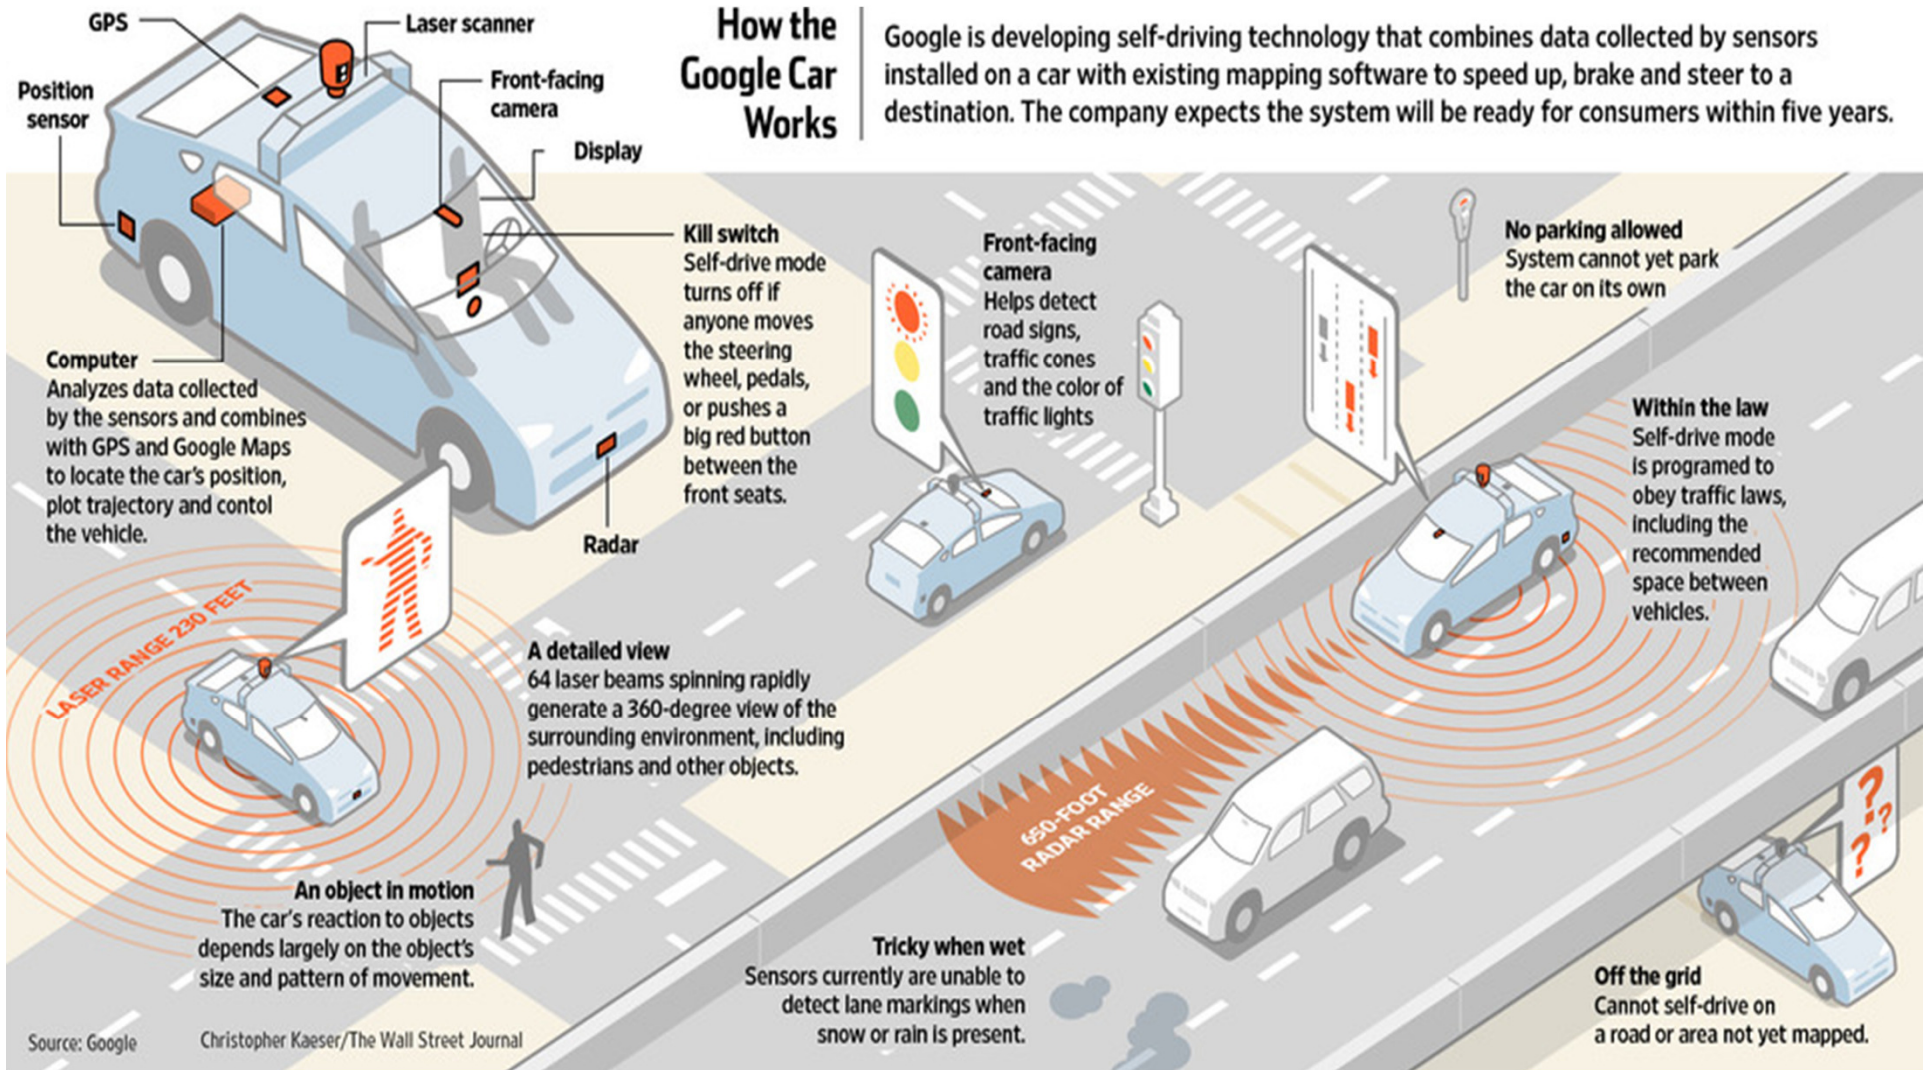 How the
Google Car
Works
Google is developing self-driving technology that combines data collected by sensors
installed on a car with existing mapping software to speed up, brake and steer to a
destination. The company expects the system will be ready for consumers within five years.
GPS
Laser scanner
Position
sensor
Front-facing
camera
Display
Kill switch
Self-drive mode
turns off if
anyone moves
the steering
wheel, pedals,
or pushes a
big red button
between the
front seats.
Computer
Analyzes data collected
by the sensors and combines
with GPS and Google Maps
to locate the car's position,
plot trajectory and contol
the vehicle.
Radar
Front-facing
camera
Helps detect
road signs,
traffic cones
and the color of
traffic lights
No parking allowed
System cannot yet park
the car on its own
Within the law
Self-drive mode
is programed to
obey traffic laws,
including the
recommended
space between
vehicles.
LASER RANGE 230 FEET
A detailed view
64 laser beams spinning rapidly
generate a 360-degree view of the
surrounding environment, including
pedestrians and other objects.
650-FOOT
RADAR RANGE
???
An object in motion
The car's reaction to objects
depends largely on the object's
size and pattern of movement.
Tricky when wet
Sensors currently are unable to
detect lane markings when
snow or rain is present.
Off the grid
Cannot self-drive on
a road or area not yet mapped.
Source: Google
Christopher Kaeser/The Wall Street Journal